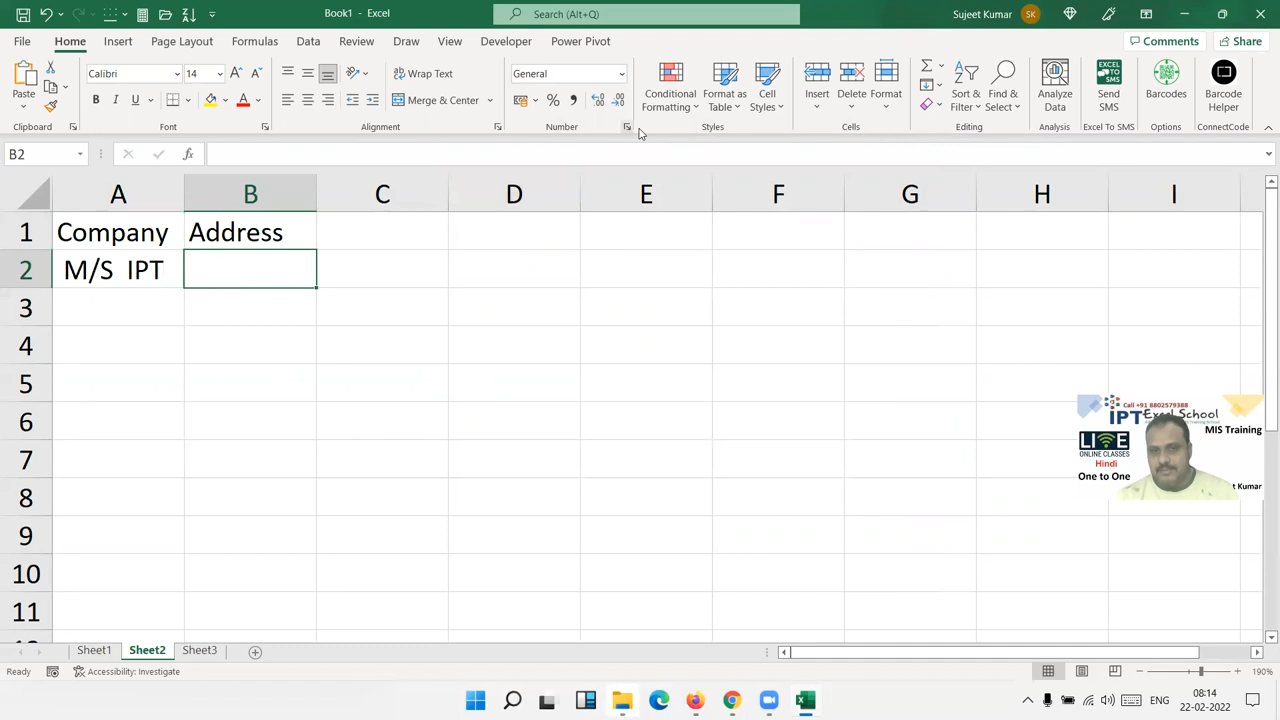 Book1 - Excel
Search (Alt+Q)
Sujeet Kumar
SK
File Home Insert Page Layout Formulas Data Review Draw View Developer Power Pivot
Comments
Share
Paste
Calibri
14
Wrap Text
General
Conditional Formatting
Format as Table
Cell Styles
Insert
Delete
Format
Sort & Filter
Find & Select
Analyze Data
Send SMS
Barcodes
Barcode Helper
B I U
Merge & Center
Clipboard
Font
Alignment
Number
Styles
Cells
Editing
Analysis
Excel To SMS
Options
ConnectCode
B2
fx
A B C D E F G H I
1 Company Address
2 M/S IPT
3
4
5
6
7
8
9
10
11
Call +91 8802579388
IPT Excel School
LIVE
ONLINE CLASSES
Hindi
One to One
MIS Training
t Kumar
Sheet1 Sheet2 Sheet3
Ready
Accessibility: Investigate
190%
ENG
08:14
22-02-2022